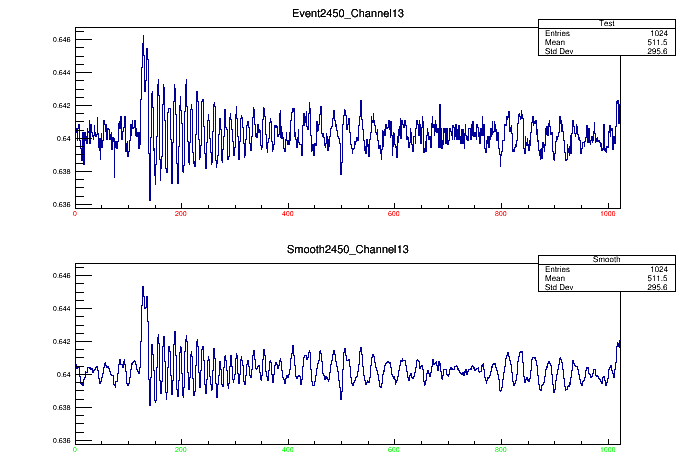 Event2450_Channel13
Test
Entries 1024
Mean 511.5
Std Dev 295.6
0.646
0.644
0.642
0.64
0.638
0.636
0 200 400 600 800 1000
Smooth2450_Channel13
Smooth
Entries 1024
Mean 511.5
Std Dev 295.6
0.646
0.644
0.642
0.64
0.638
0.636
0 200 400 600 800 1000